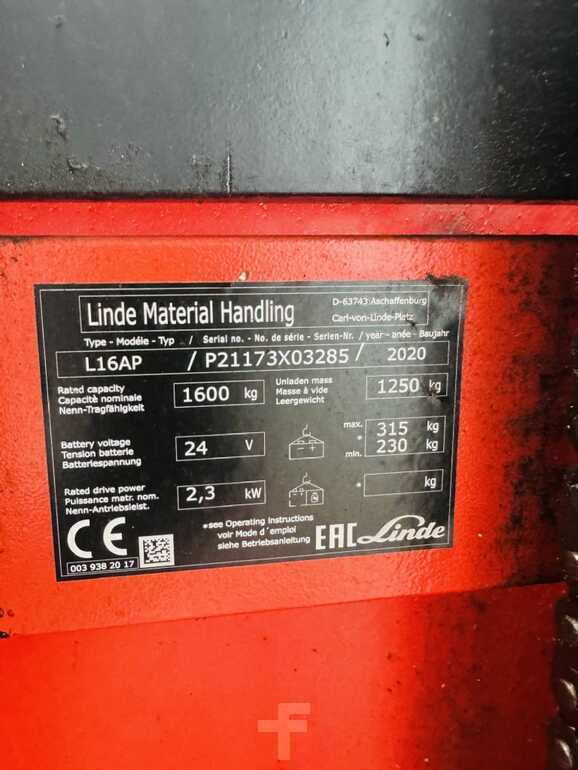 Linde Material Handling
D-63743 Aschaffenburg
Carl-von-Linde-Platz
Type - Modéle - Typ / Serial no. - No. de série - Serien-Nr. / year - année - Baujahr
L16AP / P21173X03285 / 2020
Rated capacity
Capacité nominale
Nenn-Tragfähigkeit
1600 kg
Unladen mass
Masse à vide
Leergewicht
1250 kg
Battery voltage
Tension batterie
Batteriespannung
24 V
max. 315 kg
*
min. 230 kg
Rated drive power
Puissance matr. nom.
Nenn-Antriebsleist.
2,3 kW
* kg
*see Operating instructions
voir Mode d´emploi
siehe Betriebsanleitung
CE
003 938 20 17
EAC Linde